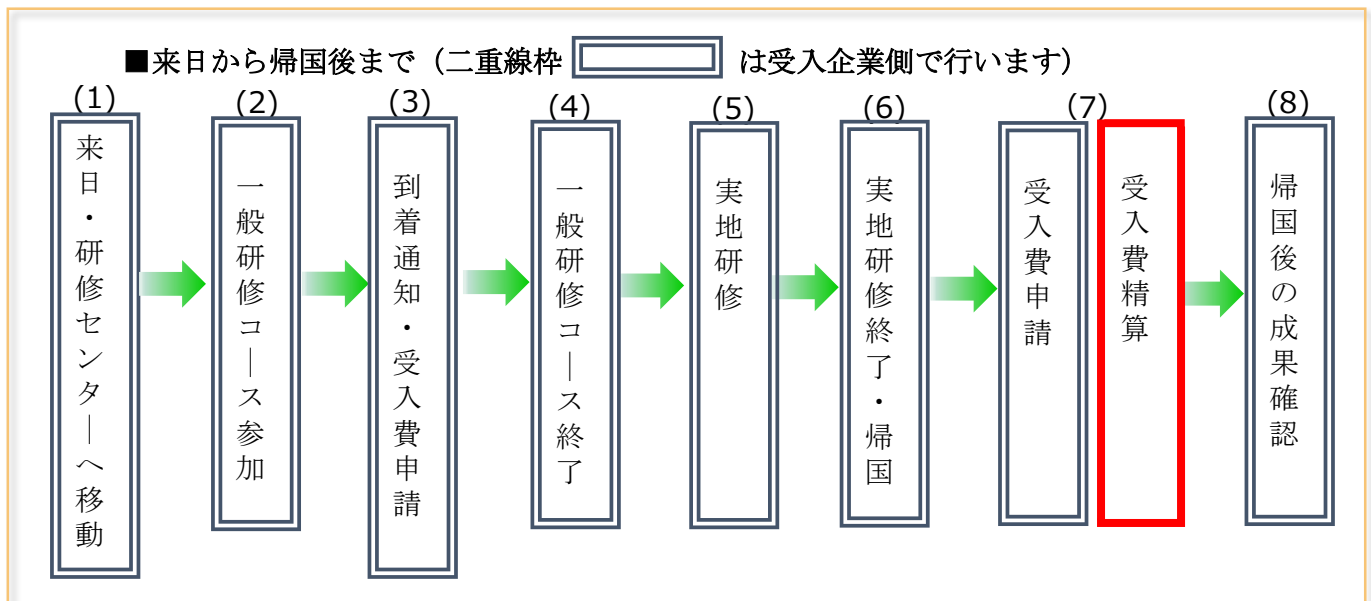 ■来日から帰国後まで（二重線枠 は受入企業側で行います）
(1)
来日・研修センターへ移動
(2)
一般研修コース参加
(3)
到着通知・受入費申請
(4)
一般研修コース終了
(5)
実地研修
(6)
実地研修終了・帰国
(7)
受入費申請
受入費精算
(8)
帰国後の成果確認